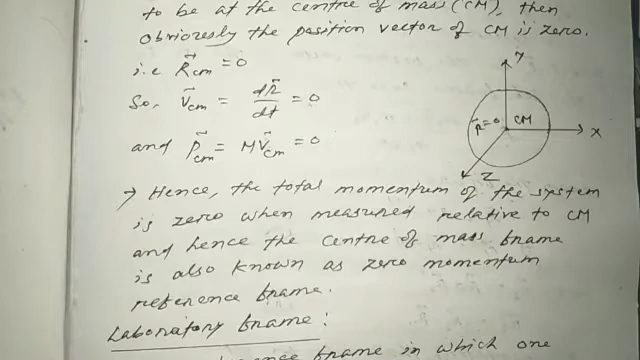 to be at the centre of mass (CM), then
obviously the position vector of CM is zero.
i.e R⃗cm = 0
So, V⃗cm = dR⃗/dt = 0
and P⃗cm = MV⃗cm = 0
Y
R⃗=0 CM
X
Z
→ Hence, the total momentum of the system
is zero when measured relative to CM
and hence the centre of mass frame
is also known as zero momentum
reference frame.
Laboratory frame:
frame in which one